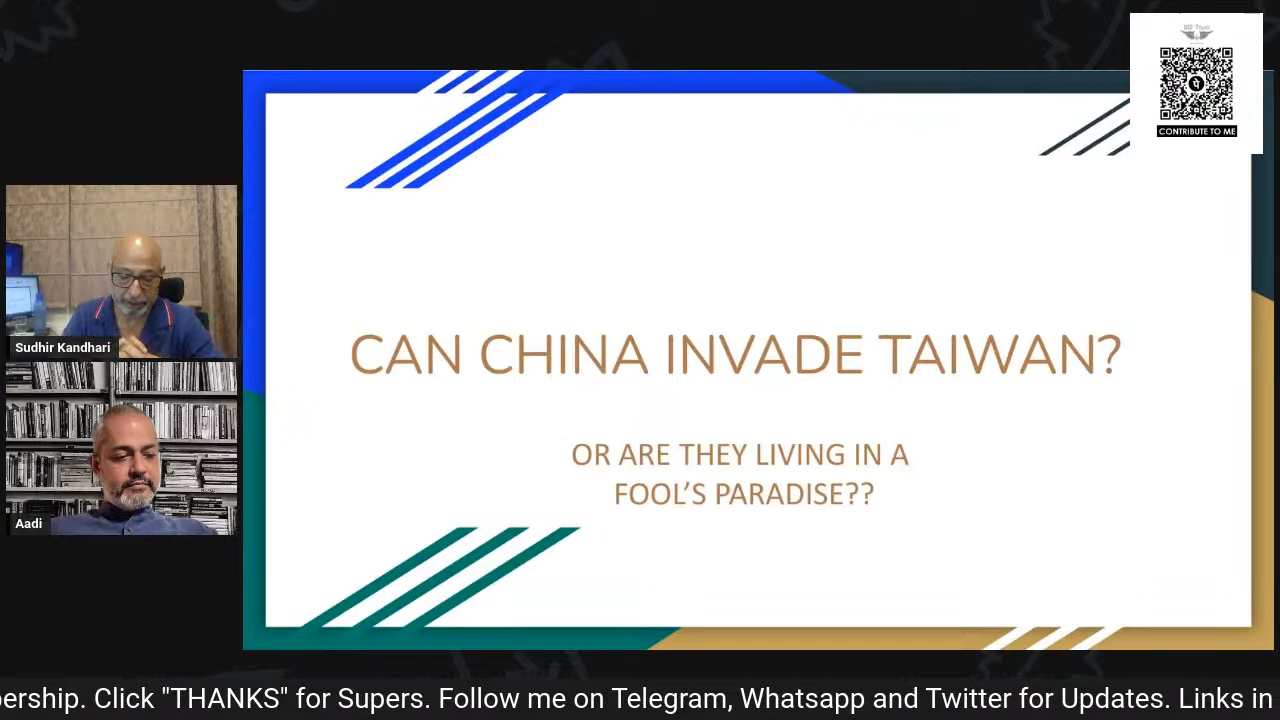 CONTRIBUTE TO ME
CAN CHINA INVADE TAIWAN?
OR ARE THEY LIVING IN A
FOOL'S PARADISE??
Sudhir Kandhari
Aadi
pership. Click "THANKS" for Supers. Follow me on Telegram, Whatsapp and Twitter for Updates. Links in